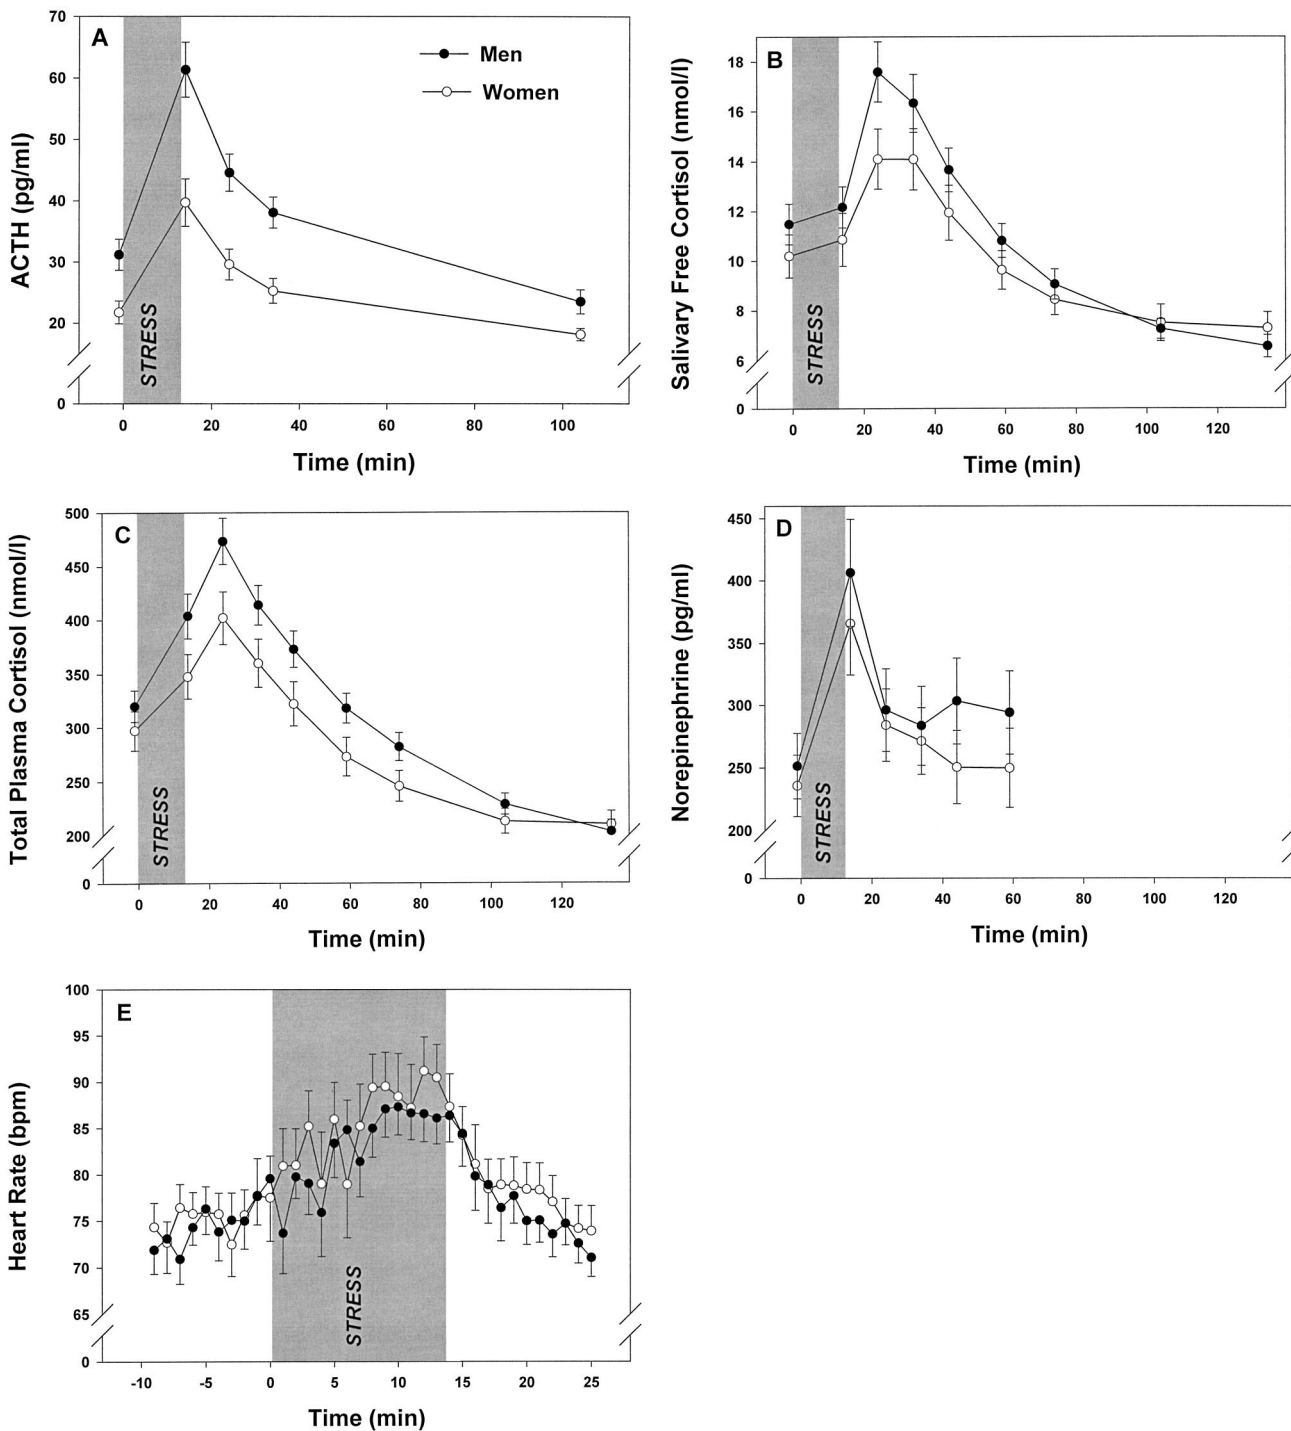 A
Men
Women
ACTH (pg/ml)
70
60
50
40
30
20
0
STRESS
0 20 40 60 80 100
Time (min)
B
Salivary Free Cortisol (nmol/l)
18
16
14
12
10
8
6
0
STRESS
0 20 40 60 80 100 120
Time (min)
C
Total Plasma Cortisol (nmol/l)
500
450
400
350
300
250
200
0
STRESS
0 20 40 60 80 100 120
Time (min)
D
Norepinephrine (pg/ml)
450
400
350
300
250
200
0
STRESS
0 20 40 60 80 100 120
Time (min)
E
Heart Rate (bpm)
100
95
90
85
80
75
70
65
0
STRESS
-10 -5 0 5 10 15 20 25
Time (min)